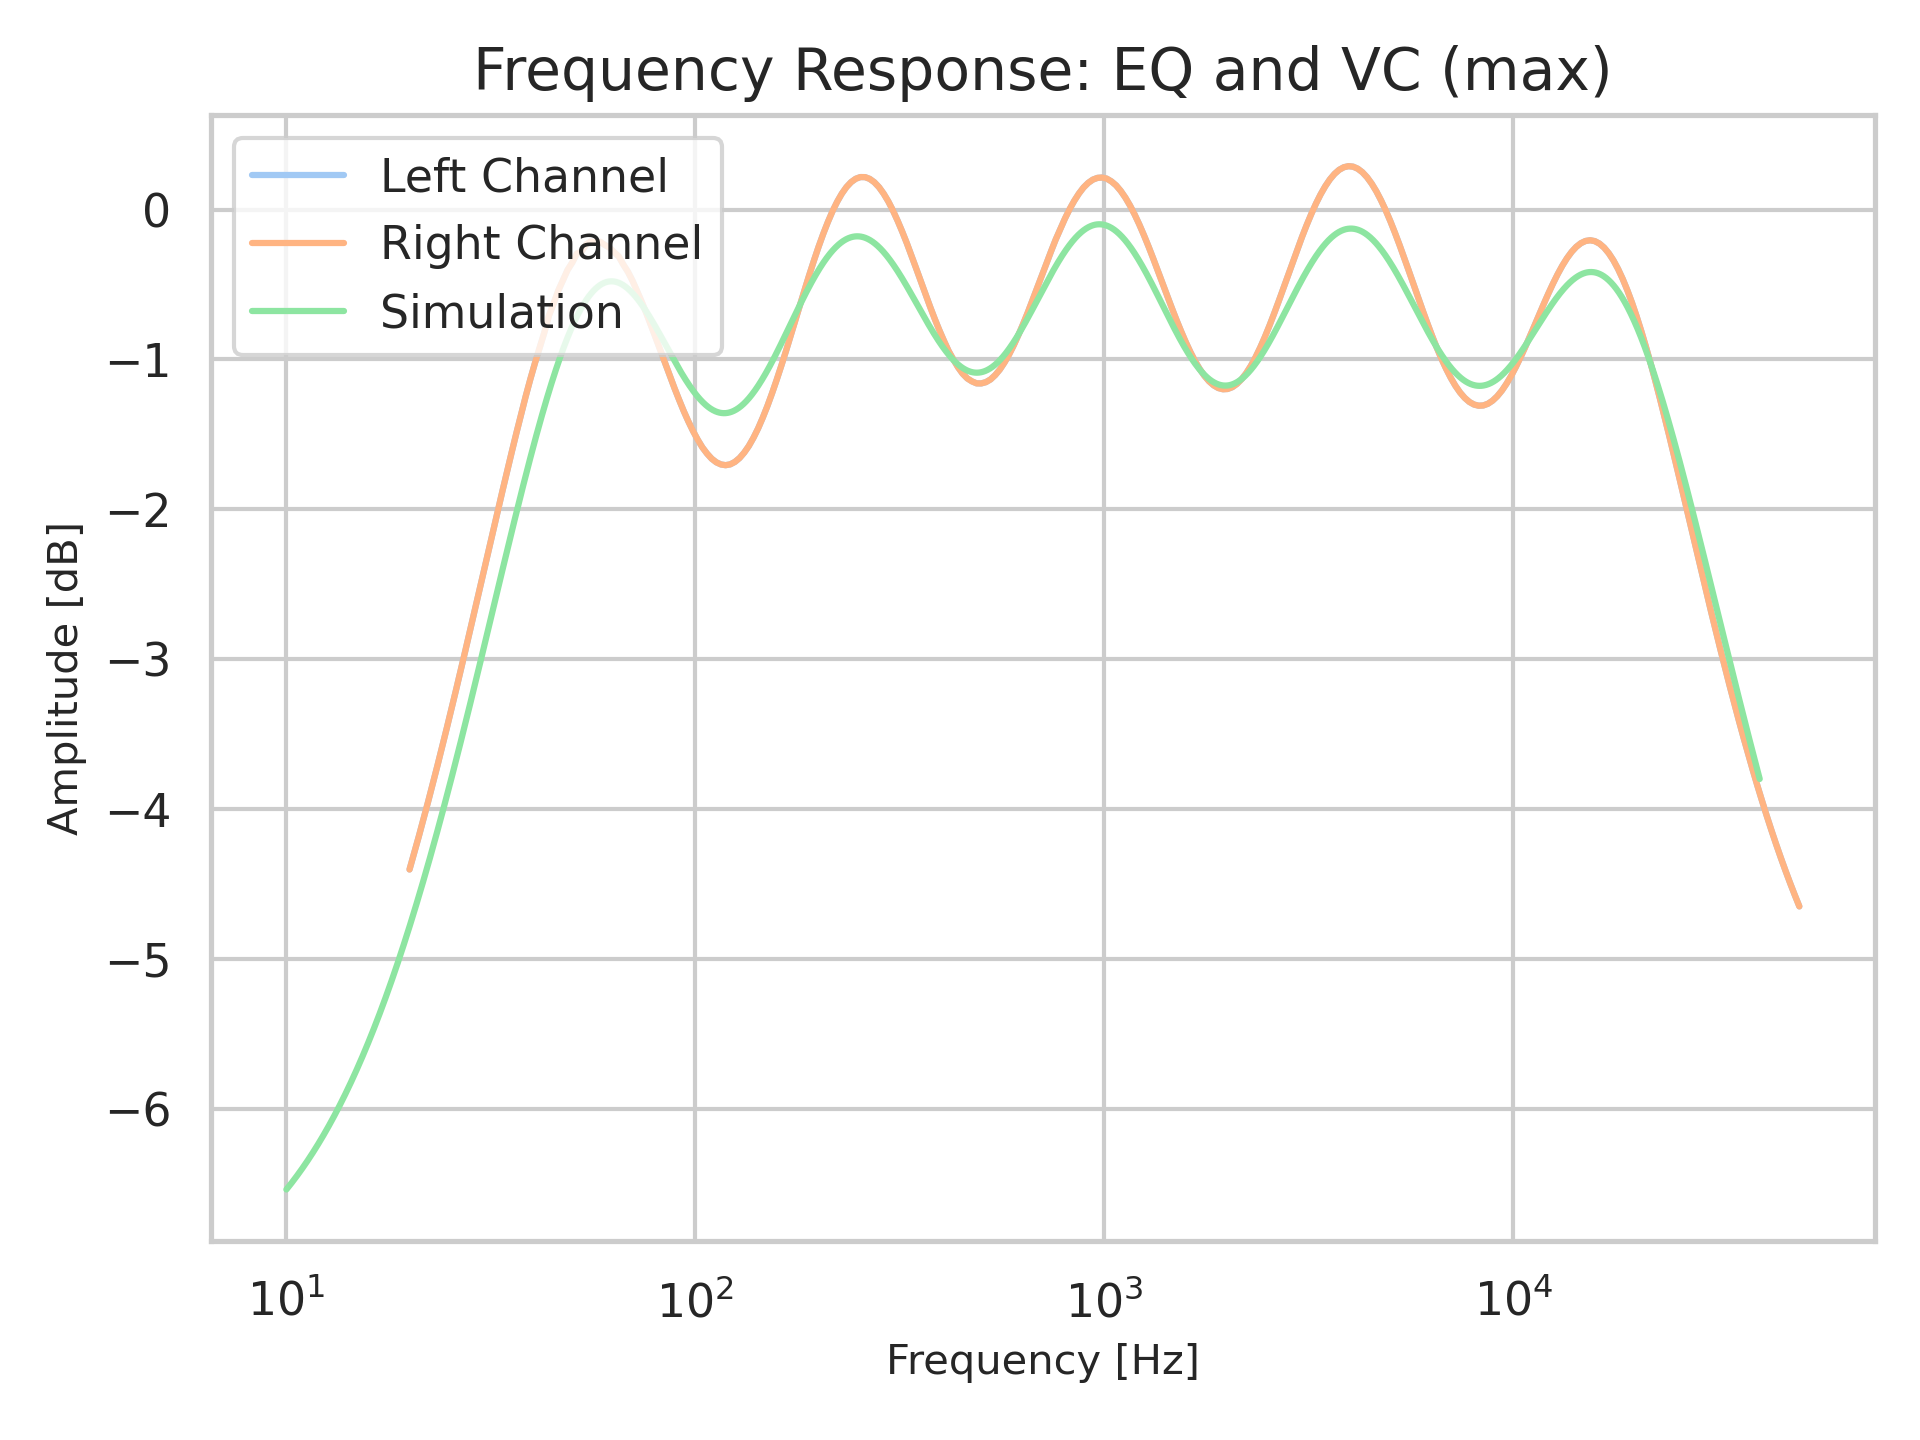 Frequency Response: EQ and VC (max)
Left Channel
Right Channel
Simulation
0
−1
−2
−3
−4
−5
−6
Amplitude [dB]
10¹ 10² 10³ 10⁴
Frequency [Hz]